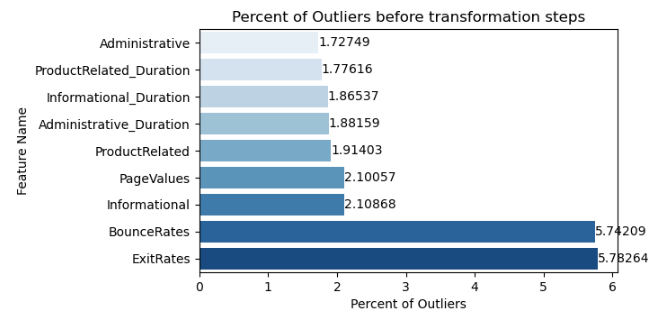 Percent of Outliers before transformation steps
Feature Name
Administrative 1.72749
ProductRelated_Duration 1.77616
Informational_Duration 1.86537
Administrative_Duration 1.88159
ProductRelated 1.91403
PageValues 2.10057
Informational 2.10868
BounceRates 5.74209
ExitRates 5.78264
0 1 2 3 4 5 6
Percent of Outliers